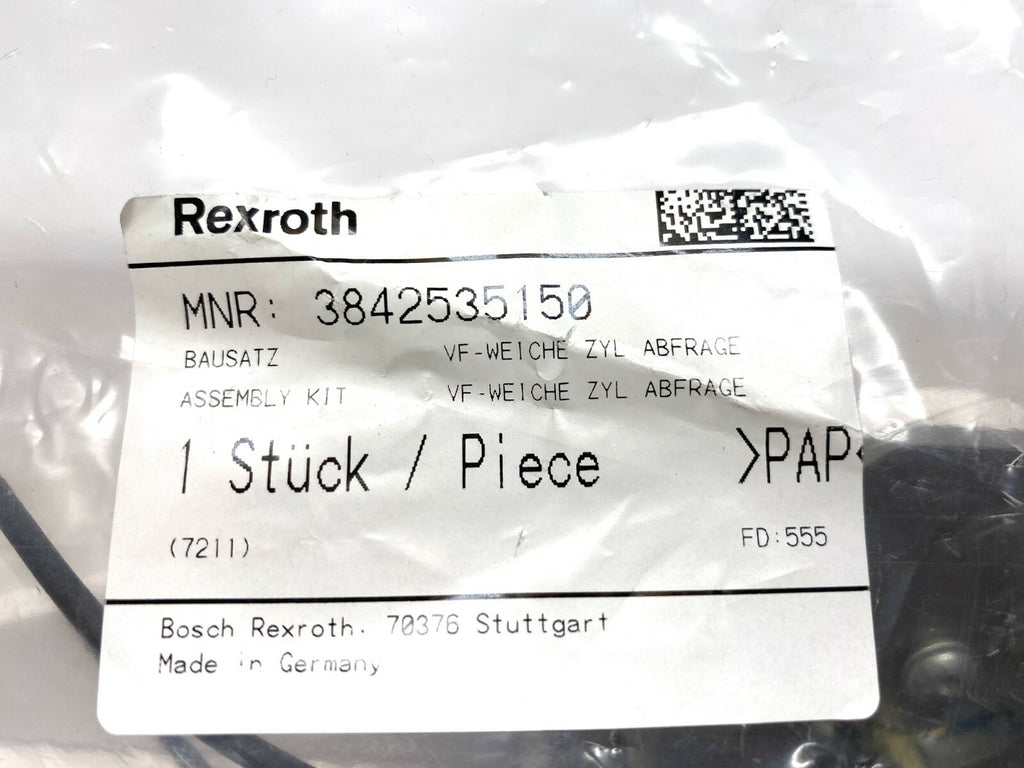 Rexroth
MNR: 3842535150
BAUSATZ VF-WEICHE ZYL ABFRAGE
ASSEMBLY KIT VF-WEICHE ZYL ABFRAGE
1 Stück / Piece >PAP<
(7211) FD:555
Bosch Rexroth. 70376 Stuttgart
Made in Germany